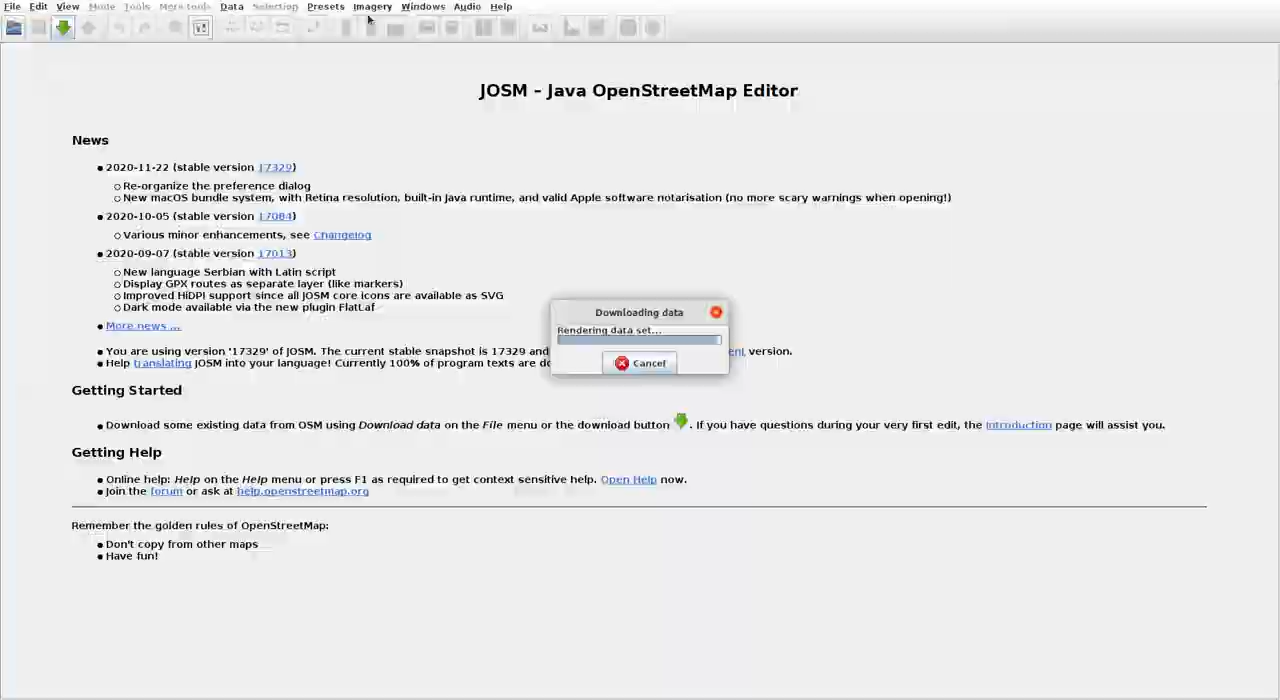 File Edit View Mode Tools More tools Data Selection Presets Imagery Windows Audio Help
JOSM - Java OpenStreetMap Editor
News
2020-11-22 (stable version 17329)
Re-organize the preference dialog
New macOS bundle system, with Retina resolution, built-in Java runtime, and valid Apple software notarisation (no more scary warnings when opening!)
2020-10-05 (stable version 17084)
Various minor enhancements, see Changelog
2020-09-07 (stable version 17013)
New language Serbian with Latin script
Display GPX routes as separate layer (like markers)
Improved HiDPI support since all JOSM core icons are available as SVG
Dark mode available via the new plugin FlatLaf
More news ...
Downloading data
Rendering data set...
Cancel
You are using version '17329' of JOSM. The current stable snapshot is 17329 and version.
Help translating JOSM into your language! Currently 100% of program texts are
Getting Started
Download some existing data from OSM using Download data on the File menu or the download button . If you have questions during your very first edit, the Introduction page will assist you.
Getting Help
Online help: Help on the Help menu or press F1 as required to get context sensitive help. Open Help now.
Join the forum or ask at help.openstreetmap.org
Remember the golden rules of OpenStreetMap:
Don't copy from other maps
Have fun!